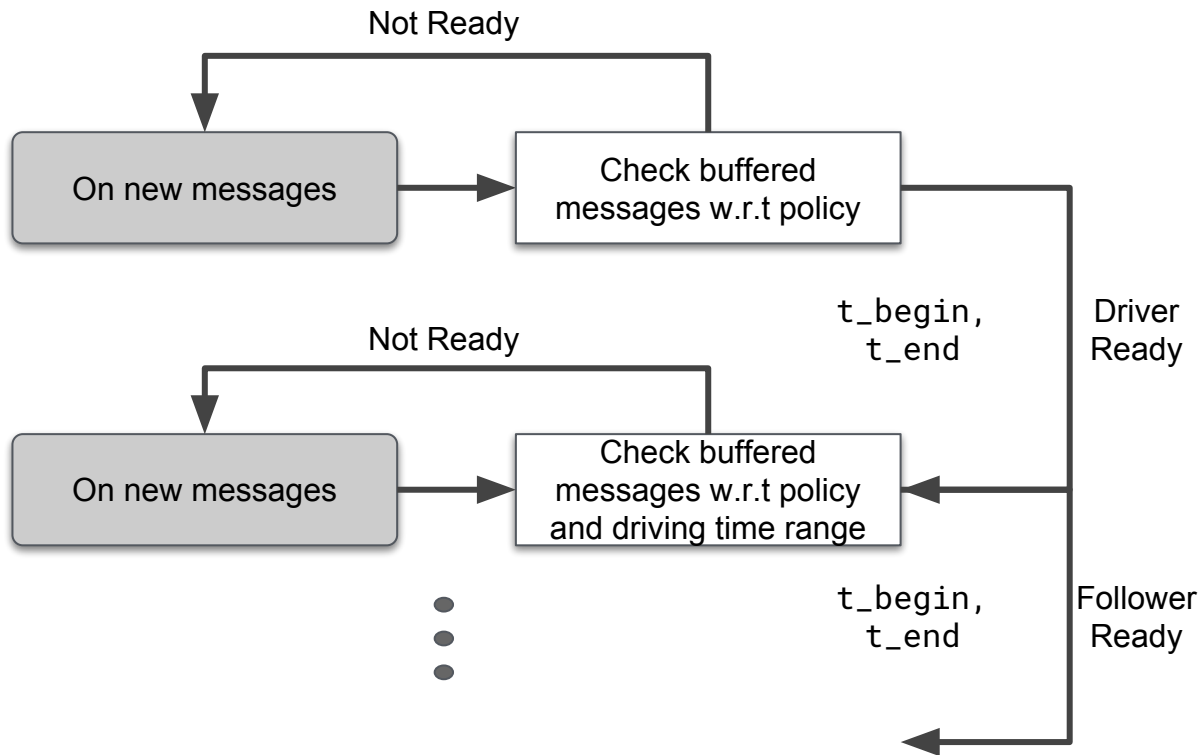 Not Ready
On new messages
Check buffered
messages w.r.t policy
t_begin,
t_end
Driver
Ready
Not Ready
On new messages
Check buffered
messages w.r.t policy
and driving time range
t_begin,
t_end
Follower
Ready